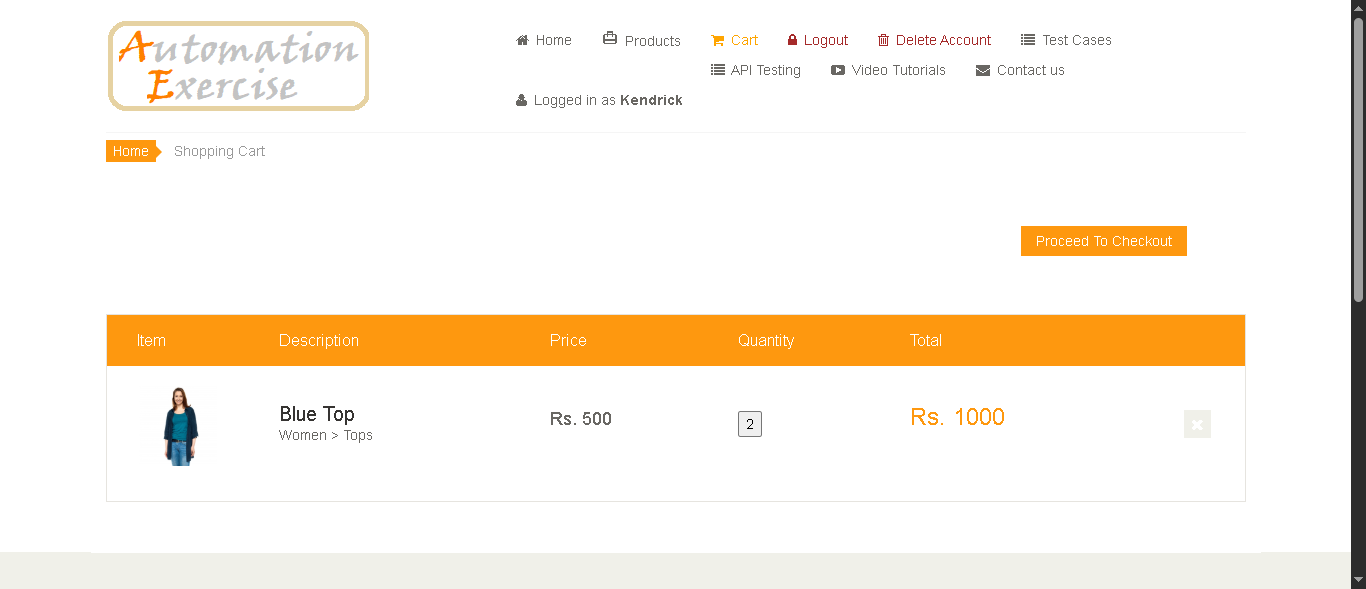 Automation
Exercise
Home Products Cart Logout Delete Account Test Cases
API Testing Video Tutorials Contact us
Logged in as Kendrick
Home Shopping Cart
Proceed To Checkout
Item Description Price Quantity Total
Blue Top
Women > Tops
Rs. 500
2
Rs. 1000